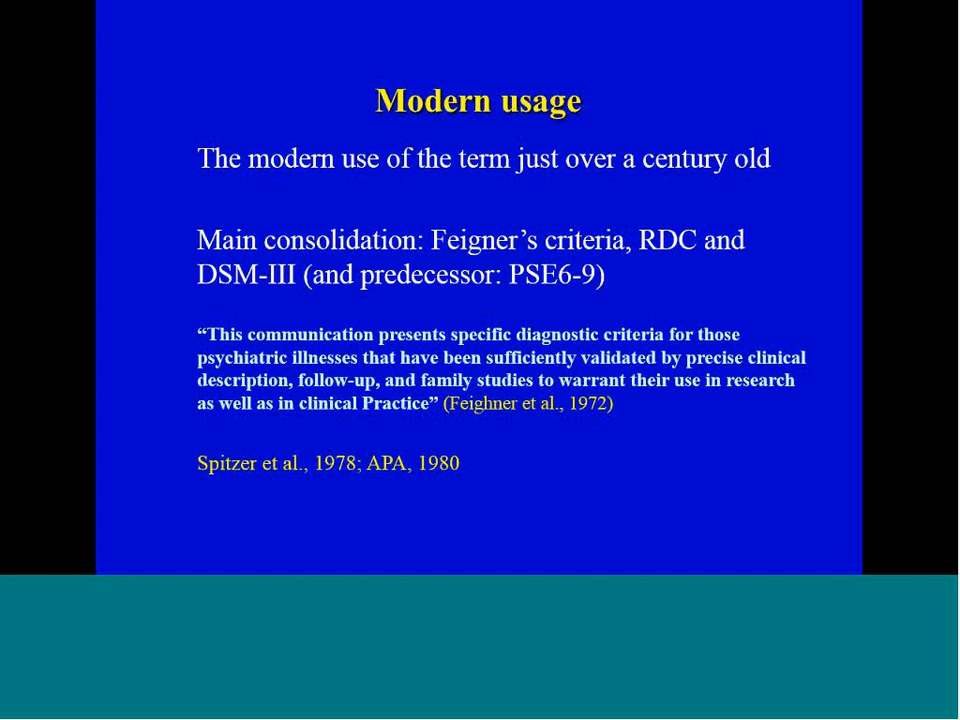 Modern usage
The modern use of the term just over a century old
Main consolidation: Feigner’s criteria, RDC and
DSM-III (and predecessor: PSE6-9)
“This communication presents specific diagnostic criteria for those
psychiatric illnesses that have been sufficiently validated by precise clinical
description, follow-up, and family studies to warrant their use in research
as well as in clinical Practice” (Feighner et al., 1972)
Spitzer et al., 1978; APA, 1980